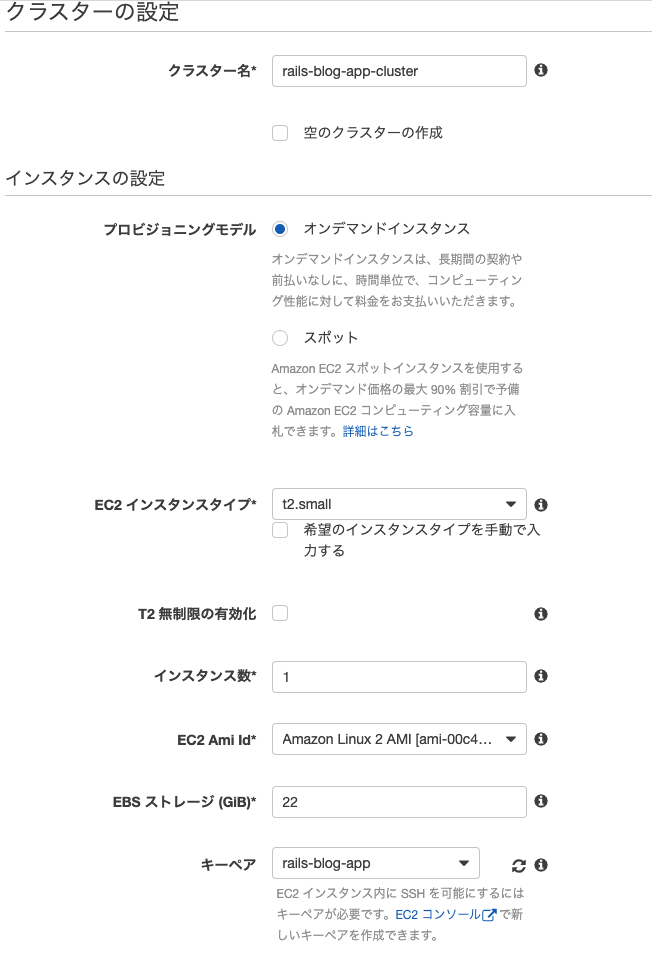 クラスターの設定
クラスター名* rails-blog-app-cluster
空のクラスターの作成
インスタンスの設定
プロビジョニングモデル オンデマンドインスタンス
オンデマンドインスタンスは、長期間の契約や
前払いなしに、時間単位で、コンピューティン
グ性能に対して料金をお支払いいただきます。
スポット
Amazon EC2 スポットインスタンスを使用する
と、オンデマンド価格の最大 90% 割引で予備
の Amazon EC2 コンピューティング容量に入
札できます。詳細はこちら
EC2 インスタンスタイプ* t2.small
希望のインスタンスタイプを手動で入
力する
T2 無制限の有効化
インスタンス数* 1
EC2 Ami Id* Amazon Linux 2 AMI [ami-00c4...
EBS ストレージ (GiB)* 22
キーペア rails-blog-app
EC2 インスタンス内に SSH を可能にするには
キーペアが必要です。EC2 コンソール で新
しいキーペアを作成できます。